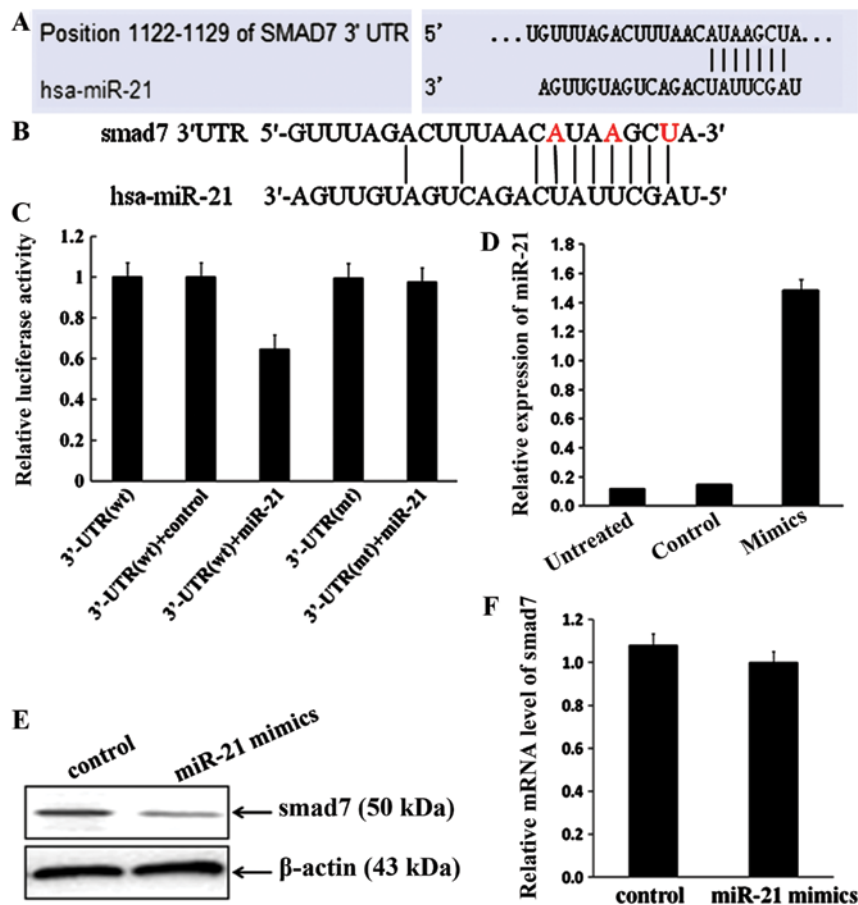 A
Position 1122-1129 of SMAD7 3' UTR 5' ...UGUUUAGACUUUAACAUAAGCUA...
hsa-miR-21 3' AGUUGUAGUCAGACUAUUCGAU
B
smad7 3'UTR 5'-GUUUAGACUUUAACAUAAGCUA-3'
hsa-miR-21 3'-AGUUGUAGUCAGACUAUUCGAU-5'
C
Relative luciferase activity
1.2
1
0.8
0.6
0.4
0.2
0
3'-UTR(wt)
3'-UTR(wt)+control
3'-UTR(wt)+miR-21
3'-UTR(mt)
3'-UTR(mt)+miR-21
D
Relative expression of miR-21
1.8
1.6
1.4
1.2
1.0
0.8
0.6
0.4
0.2
0.0
Untreated
Control
Mimics
E
control
miR-21 mimics
smad7 (50 kDa)
β-actin (43 kDa)
F
Relative mRNA level of smad7
1.2
1.0
0.8
0.6
0.4
0.2
0.0
control
miR-21 mimics